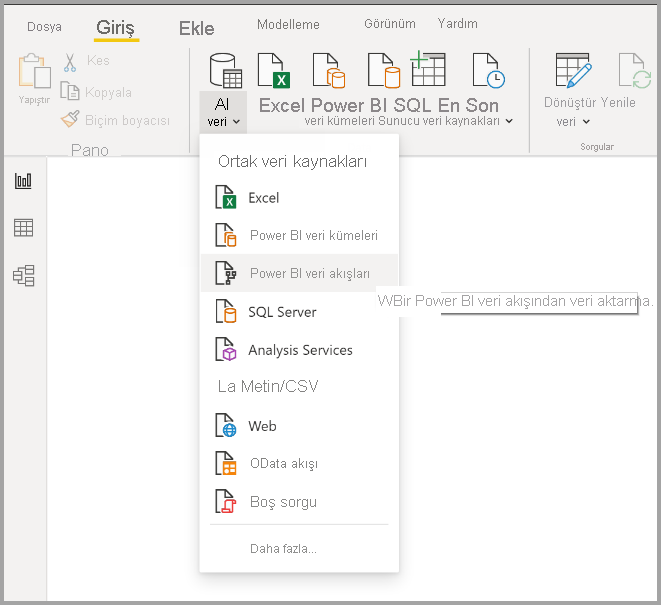 Dosya Giriş Ekle Modelleme Görünüm Yardım
Yapıştır
Kes
Kopyala
Biçim boyacısı
Pano
Al
veri
Excel Power BI SQL En Son
veri kümeleri Sunucu veri kaynakları
Dönüştür Yenile
veri
Sorgular
Ortak veri kaynakları
Excel
Power BI veri kümeleri
Power BI veri akışları
WBir Power BI veri akışından veri aktarma.
SQL Server
Analysis Services
La Metin/CSV
Web
OData akışı
Boş sorgu
Daha fazla...